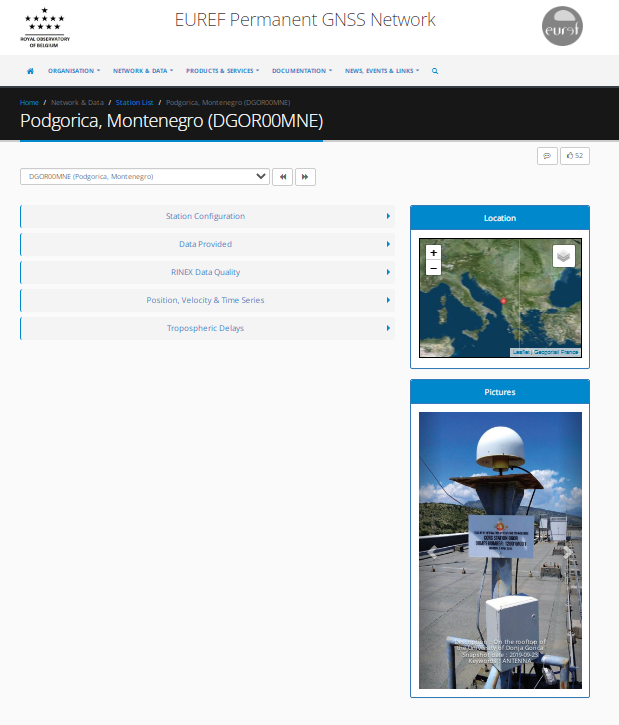 ROYAL OBSERVATORY
OF BELGIUM
EUREF Permanent GNSS Network
euref
ORGANISATION
NETWORK & DATA
PRODUCTS & SERVICES
DOCUMENTATION
NEWS, EVENTS & LINKS
Home / Network & Data / Station List / Podgorica, Montenegro (DGOR00MNE)
Podgorica, Montenegro (DGOR00MNE)
52
DGOR00MNE (Podgorica, Montenegro)
Station Configuration
Data Provided
RINEX Data Quality
Position, Velocity & Time Series
Tropospheric Delays
Location
+
−
Leaflet | Geoportail France
Pictures
Description : On the rooftop of
the University of Donja Gorica
Snapshot date : 2019-09-23
Keyword : ANTENNA